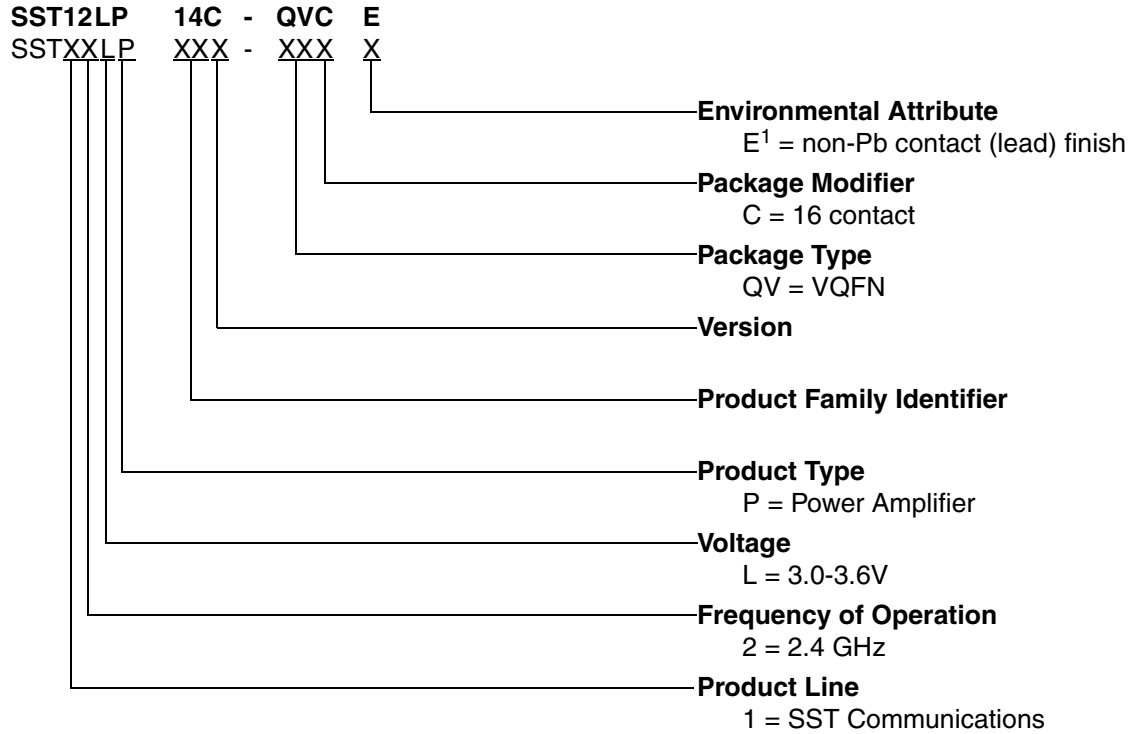 SST12LP 14C - QVC E
SSTXXLP XXX - XXX X
Environmental Attribute
E1 = non-Pb contact (lead) finish
Package Modifier
C = 16 contact
Package Type
QV = VQFN
Version
Product Family Identifier
Product Type
P = Power Amplifier
Voltage
L = 3.0-3.6V
Frequency of Operation
2 = 2.4 GHz
Product Line
1 = SST Communications